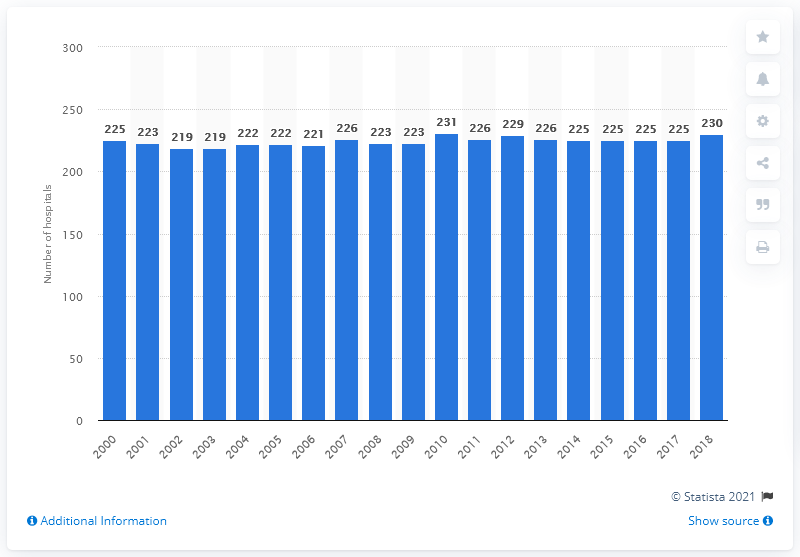 300
250
200
150
100
50
0
Number of hospitals
225 223 219 219 222 222 221 226 223 223 231 226 229 226 225 225 225 225 230
2000 2001 2002 2003 2004 2005 2006 2007 2008 2009 2010 2011 2012 2013 2014 2015 2016 2017 2018
© Statista 2021
Additional Information
Show source